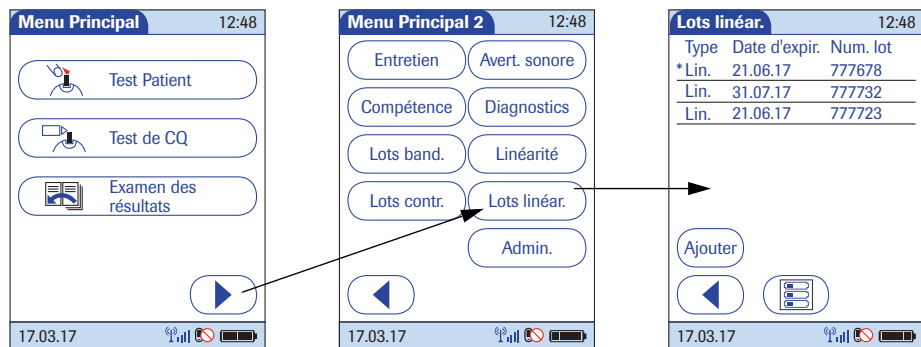 Menu Principal 12:48
Test Patient
Test de CQ
Examen des
résultats
17.03.17
Menu Principal 2 12:48
Entretien Avert. sonore
Compétence Diagnostics
Lots band. Linéarité
Lots contr. Lots linéar.
Admin.
17.03.17
Lots linéar. 12:48
Type Date d'expir. Num. lot
*Lin. 21.06.17 777678
Lin. 31.07.17 777732
Lin. 21.06.17 777723
Ajouter
17.03.17